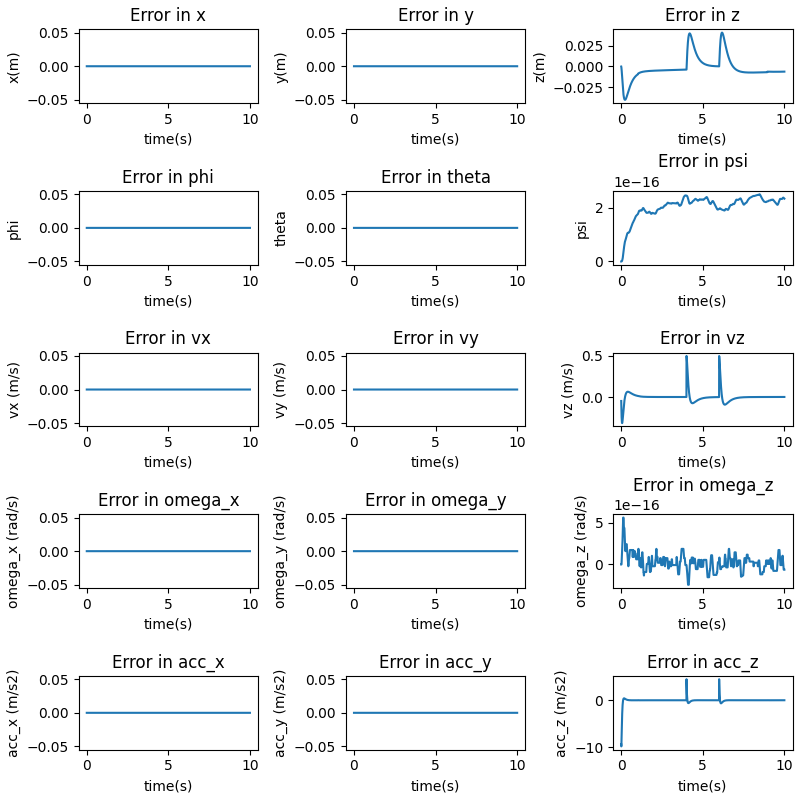 Error in x
Error in y
Error in z
x(m)
0.05
0.00
−0.05
0
5
10
time(s)
y(m)
0.05
0.00
−0.05
0
5
10
time(s)
z(m)
0.025
0.000
−0.025
0
5
10
time(s)
Error in phi
Error in theta
Error in psi
phi
0.05
0.00
−0.05
0
5
10
time(s)
theta
0.05
0.00
−0.05
0
5
10
time(s)
psi
1e−16
2
0
0
5
10
time(s)
Error in vx
Error in vy
Error in vz
vx (m/s)
0.05
0.00
−0.05
0
5
10
time(s)
vy (m/s)
0.05
0.00
−0.05
0
5
10
time(s)
vz (m/s)
0.5
0.0
0
5
10
time(s)
Error in omega_x
Error in omega_y
Error in omega_z
omega_x (rad/s)
0.05
0.00
−0.05
0
5
10
time(s)
omega_y (rad/s)
0.05
0.00
−0.05
0
5
10
time(s)
omega_z (rad/s)
1e−16
5
0
0
5
10
time(s)
Error in acc_x
Error in acc_y
Error in acc_z
acc_x (m/s2)
0.05
0.00
−0.05
0
5
10
time(s)
acc_y (m/s2)
0.05
0.00
−0.05
0
5
10
time(s)
acc_z (m/s2)
0
−10
0
5
10
time(s)